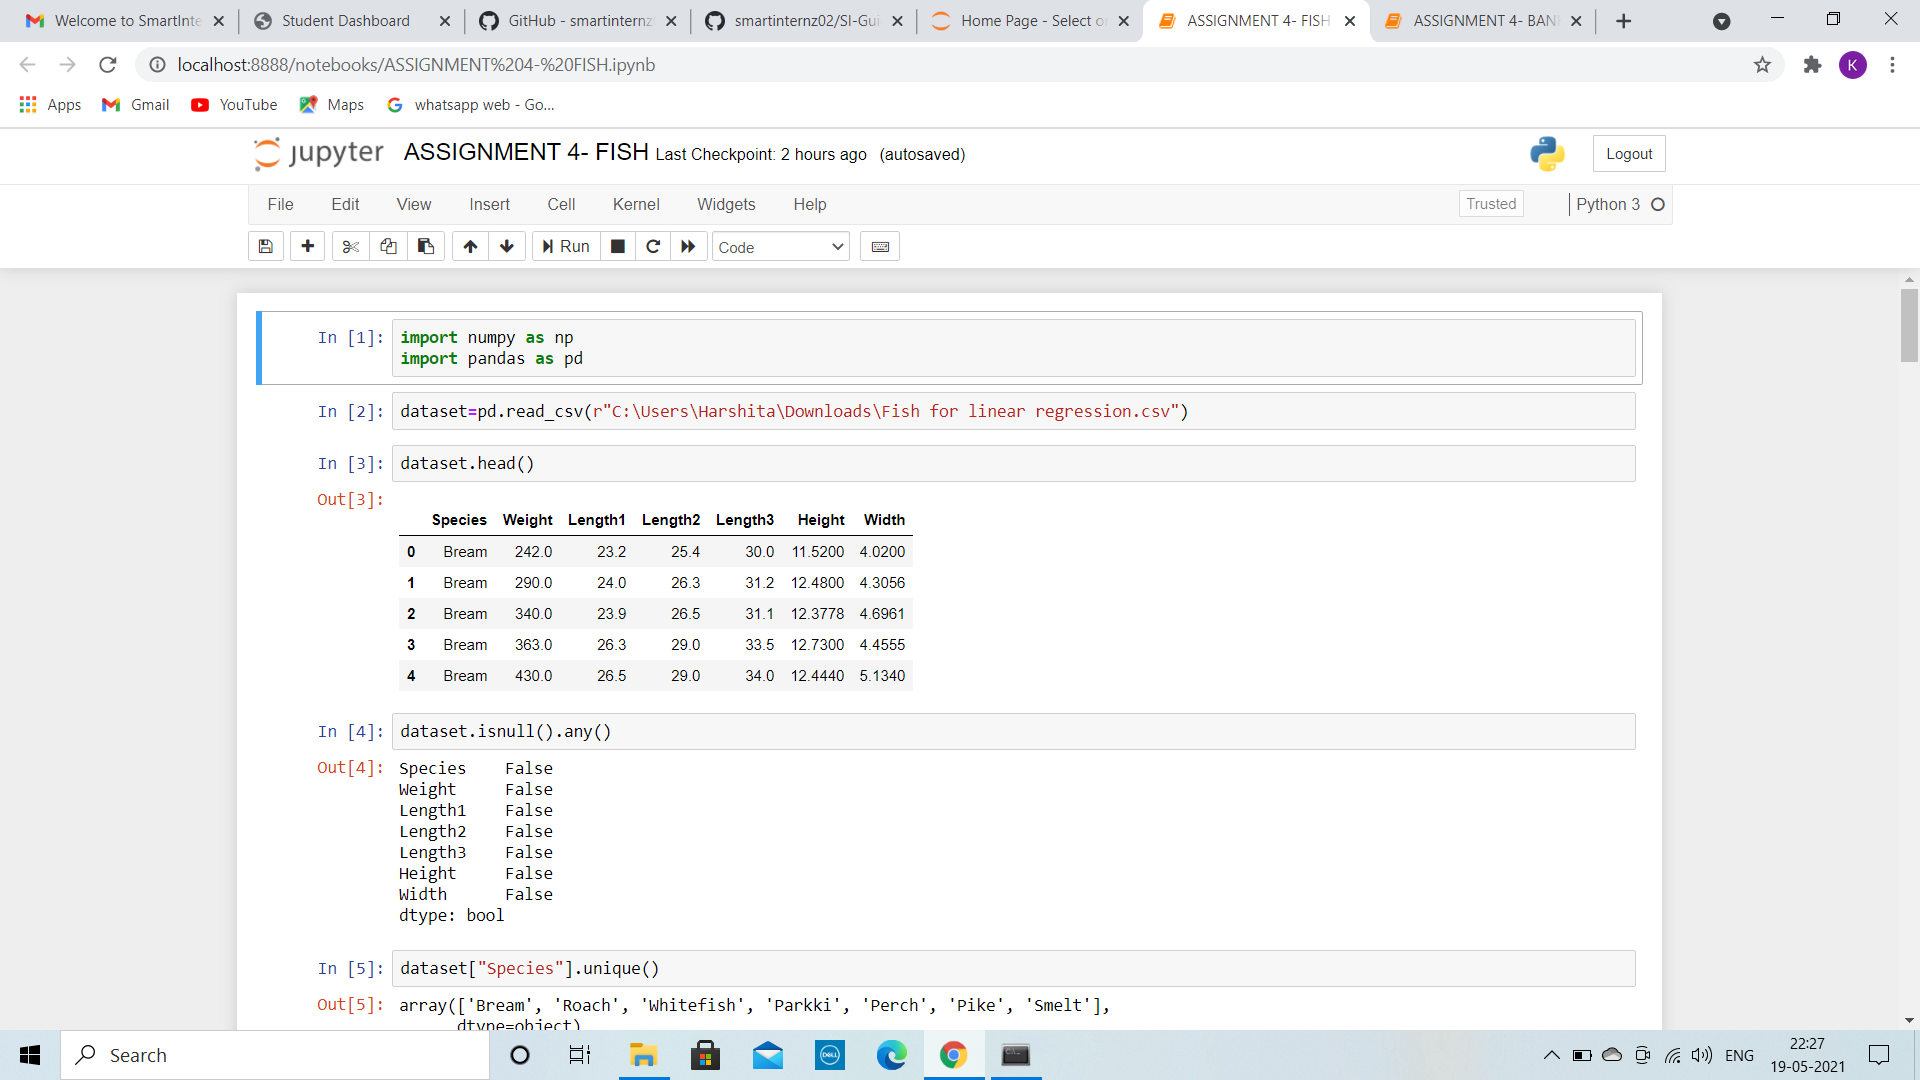 Welcome to SmartInte
Student Dashboard
GitHub - smartinternz
smartinternz02/SI-Gui
Home Page - Select o
ASSIGNMENT 4- FISH
ASSIGNMENT 4- BAN
localhost:8888/notebooks/ASSIGNMENT%204-%20FISH.ipynb
K
Apps
Gmail
YouTube
Maps
whatsapp web - Go...
jupyter
ASSIGNMENT 4- FISH Last Checkpoint: 2 hours ago (autosaved)
Logout
File Edit View Insert Cell Kernel Widgets Help
Trusted
Python 3
Run
Code
In [1]: import numpy as np
import pandas as pd
In [2]: dataset=pd.read_csv(r"C:\Users\Harshita\Downloads\Fish for linear regression.csv")
In [3]: dataset.head()
Out[3]:
Species Weight Length1 Length2 Length3 Height Width
0 Bream 242.0 23.2 25.4 30.0 11.5200 4.0200
1 Bream 290.0 24.0 26.3 31.2 12.4800 4.3056
2 Bream 340.0 23.9 26.5 31.1 12.3778 4.6961
3 Bream 363.0 26.3 29.0 33.5 12.7300 4.4555
4 Bream 430.0 26.5 29.0 34.0 12.4440 5.1340
In [4]: dataset.isnull().any()
Out[4]: Species False
Weight False
Length1 False
Length2 False
Length3 False
Height False
Width False
dtype: bool
In [5]: dataset["Species"].unique()
Out[5]: array(['Bream', 'Roach', 'Whitefish', 'Parkki', 'Perch', 'Pike', 'Smelt'],
dtype=object)
Search
DELL
ENG
22:27
19-05-2021